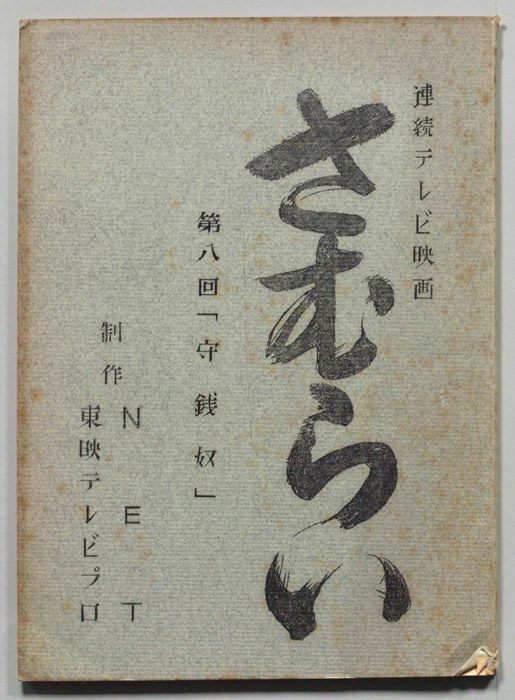 連続テレビ映画
さむらい
第八回「守銭奴」
制作
NET
東映テレビプロ